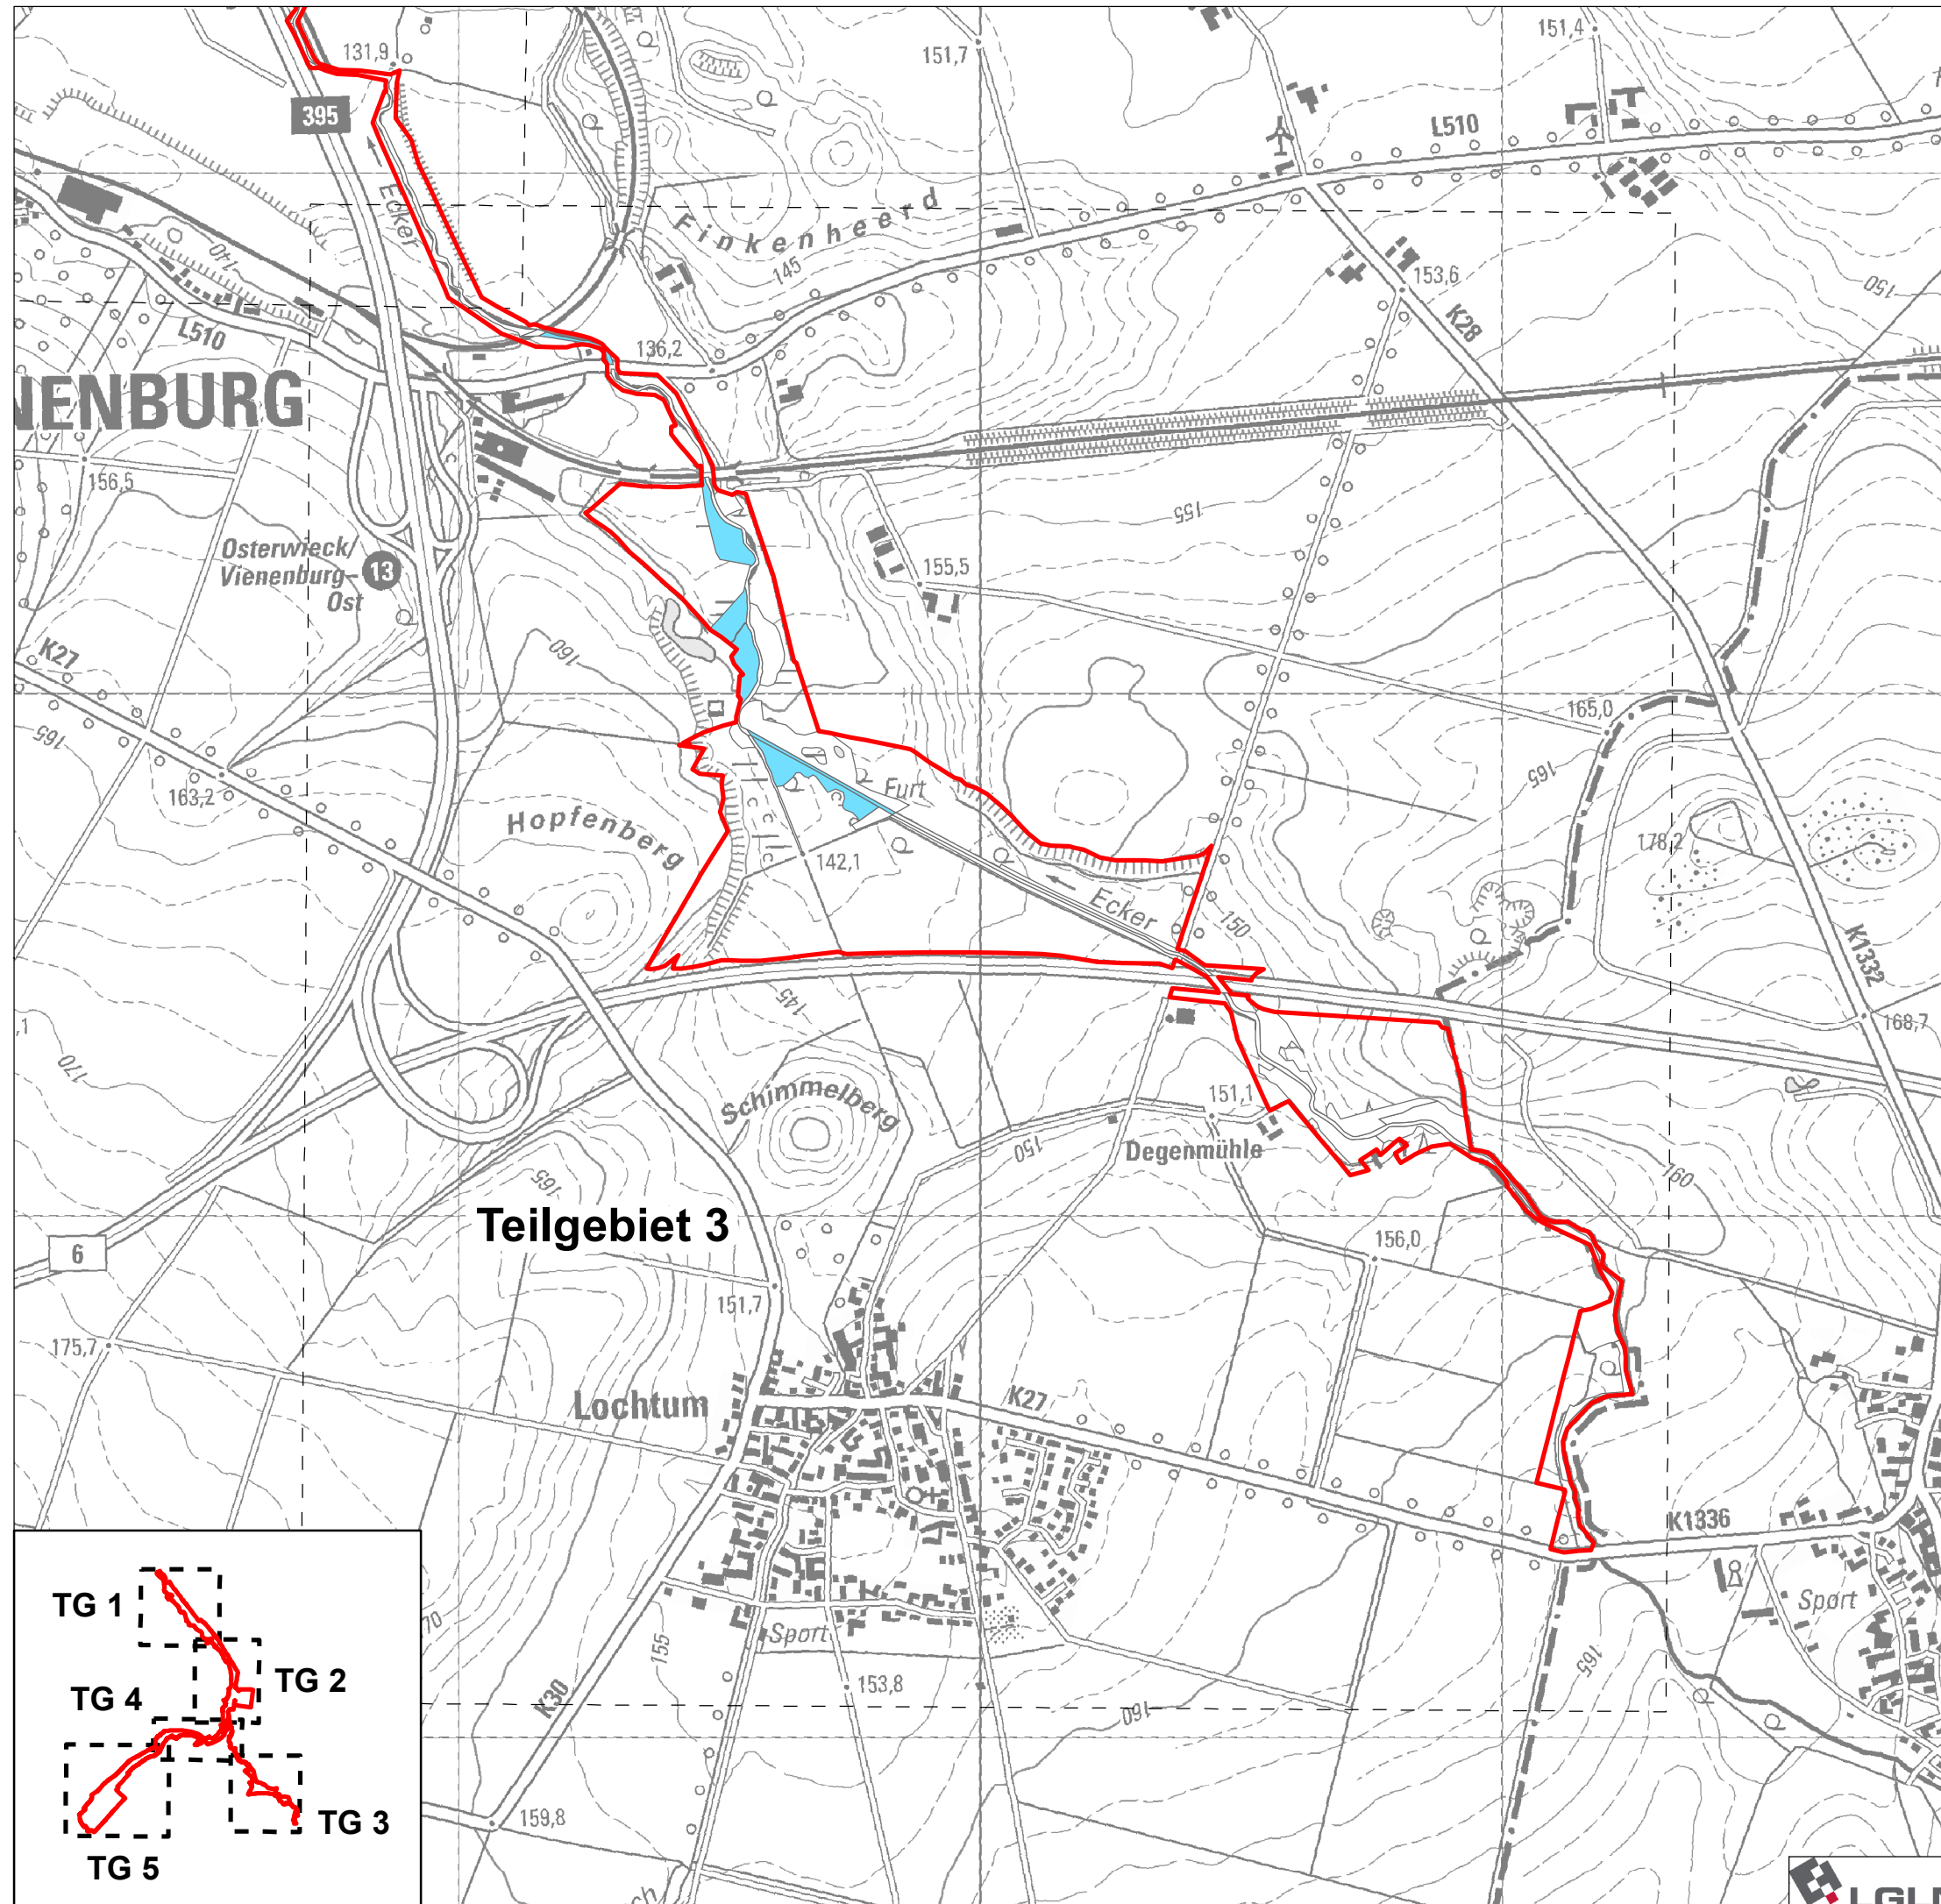 131,9
151,7
151,4
395
L510
Ecker
Finkenheerd
140
145
153,6
150
L510
136,2
K28
NENBURG
156,5
155
Osterwieck/
Vienenburg-
Ost
13
155,5
K27
160
165
165,0
163,2
165
Hopfenberg
Furt
178,2
142,1
Ecker
150
K1332
145
168,7
170
Schimmelberg
151,1
Degenmühle
150
160
165
Teilgebiet 3
6
156,0
151,7
175,7
Lochtum
K27
K1336
TG 1
Sport
Sport
70
155
165
TG 2
TG 4
K30
153,8
160
TG 3
159,8
TG 5
ch